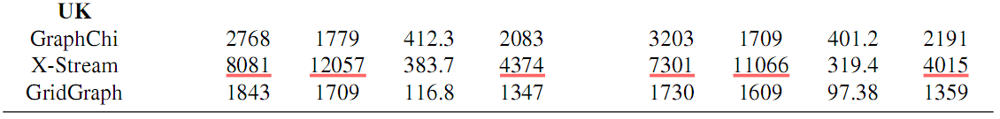 UK
GraphChi 2768 1779 412.3 2083 3203 1709 401.2 2191
X-Stream 8081 12057 383.7 4374 7301 11066 319.4 4015
GridGraph 1843 1709 116.8 1347 1730 1609 97.38 1359